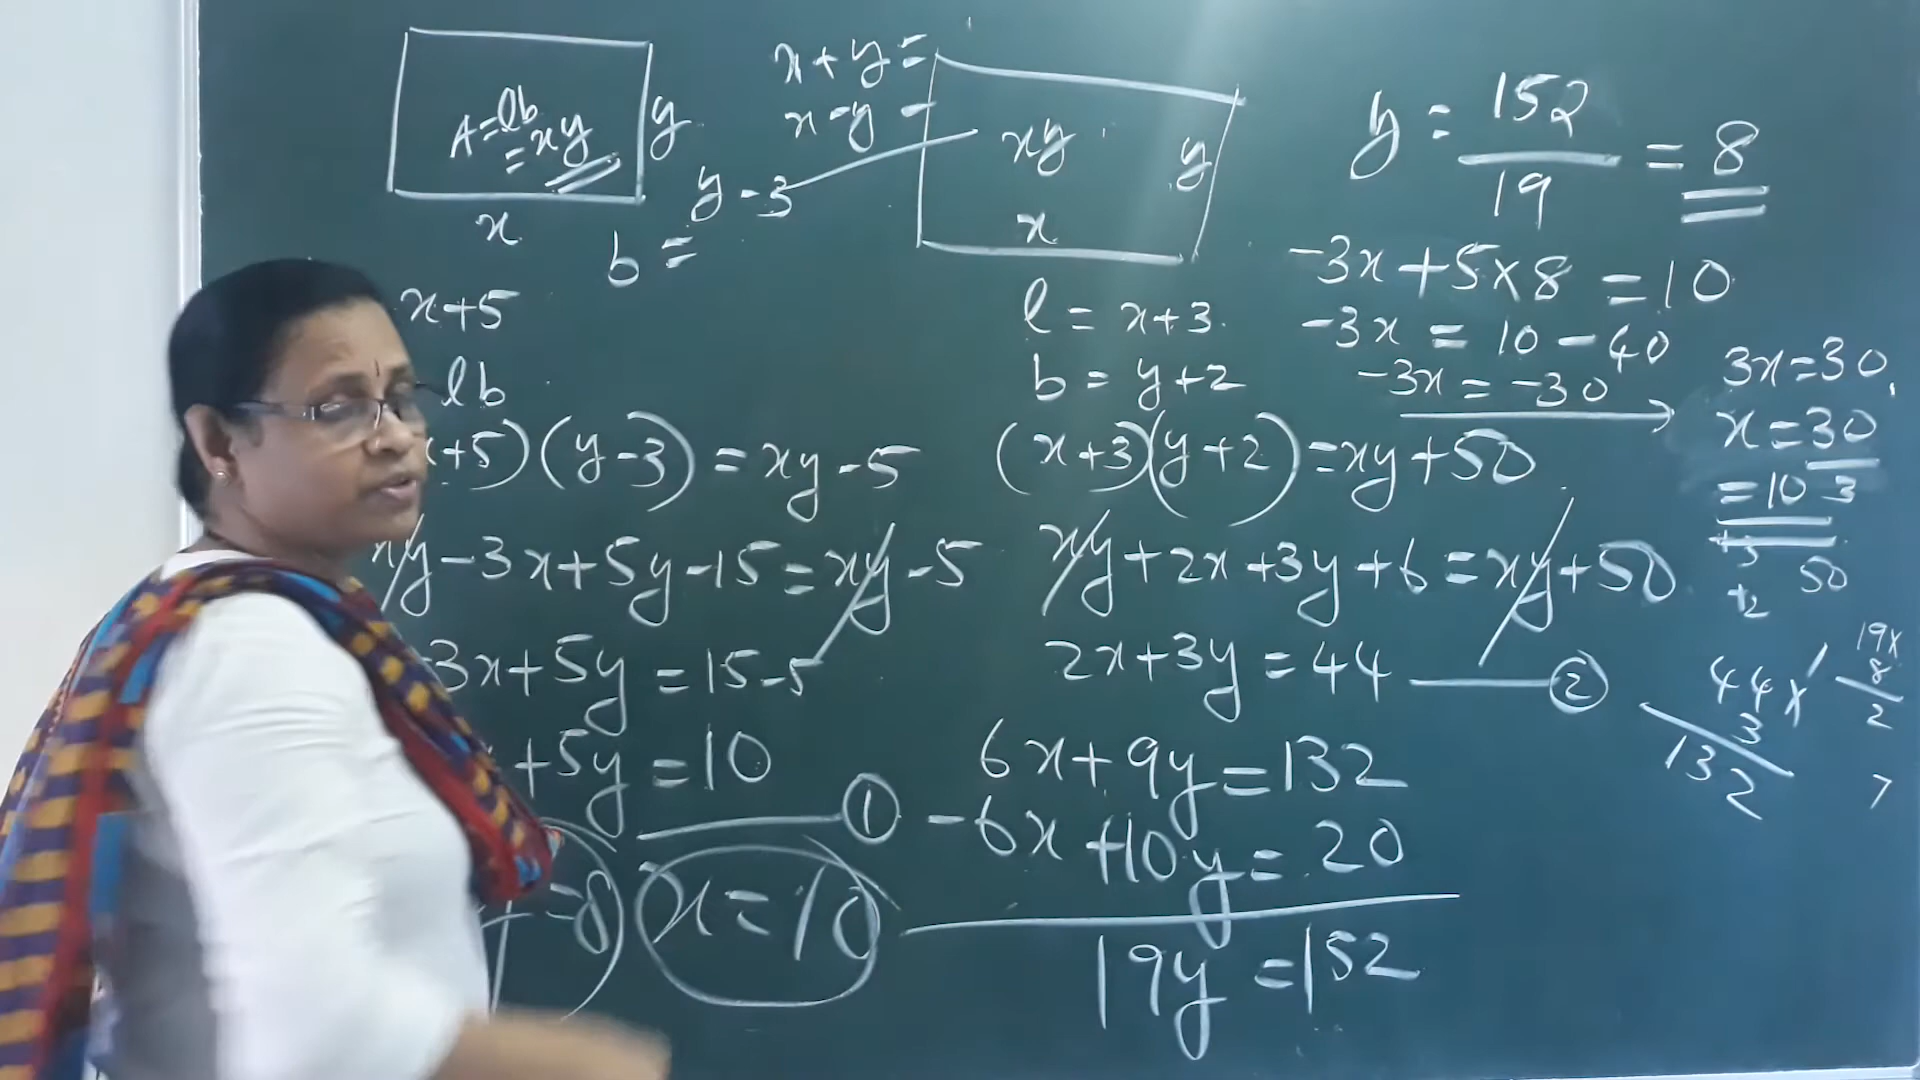 A = lb
= xy
y
x
x + y =
x - y =
y - 3
b =
x+5
lb
+5) (y-3) = xy - 5
xy - 3x + 5y - 15 = xy - 5
3x + 5y = 15 - 5
+ 5y = 10 ①
= 8 x = 10
xy y
x
l = x+3
b = y+2
(x+3)(y+2) = xy + 50
xy + 2x + 3y + 6 = xy + 50
2x + 3y = 44 ②
6x + 9y = 132
-6x + 10y = 20
19y = 152
y = 152
19
= 8
-3x + 5 x 8 = 10
-3x = 10 - 40
-3x = -30
3x = 30
x = 30
= 10 3
+2 50
44 x
3
132
19 x
8
2